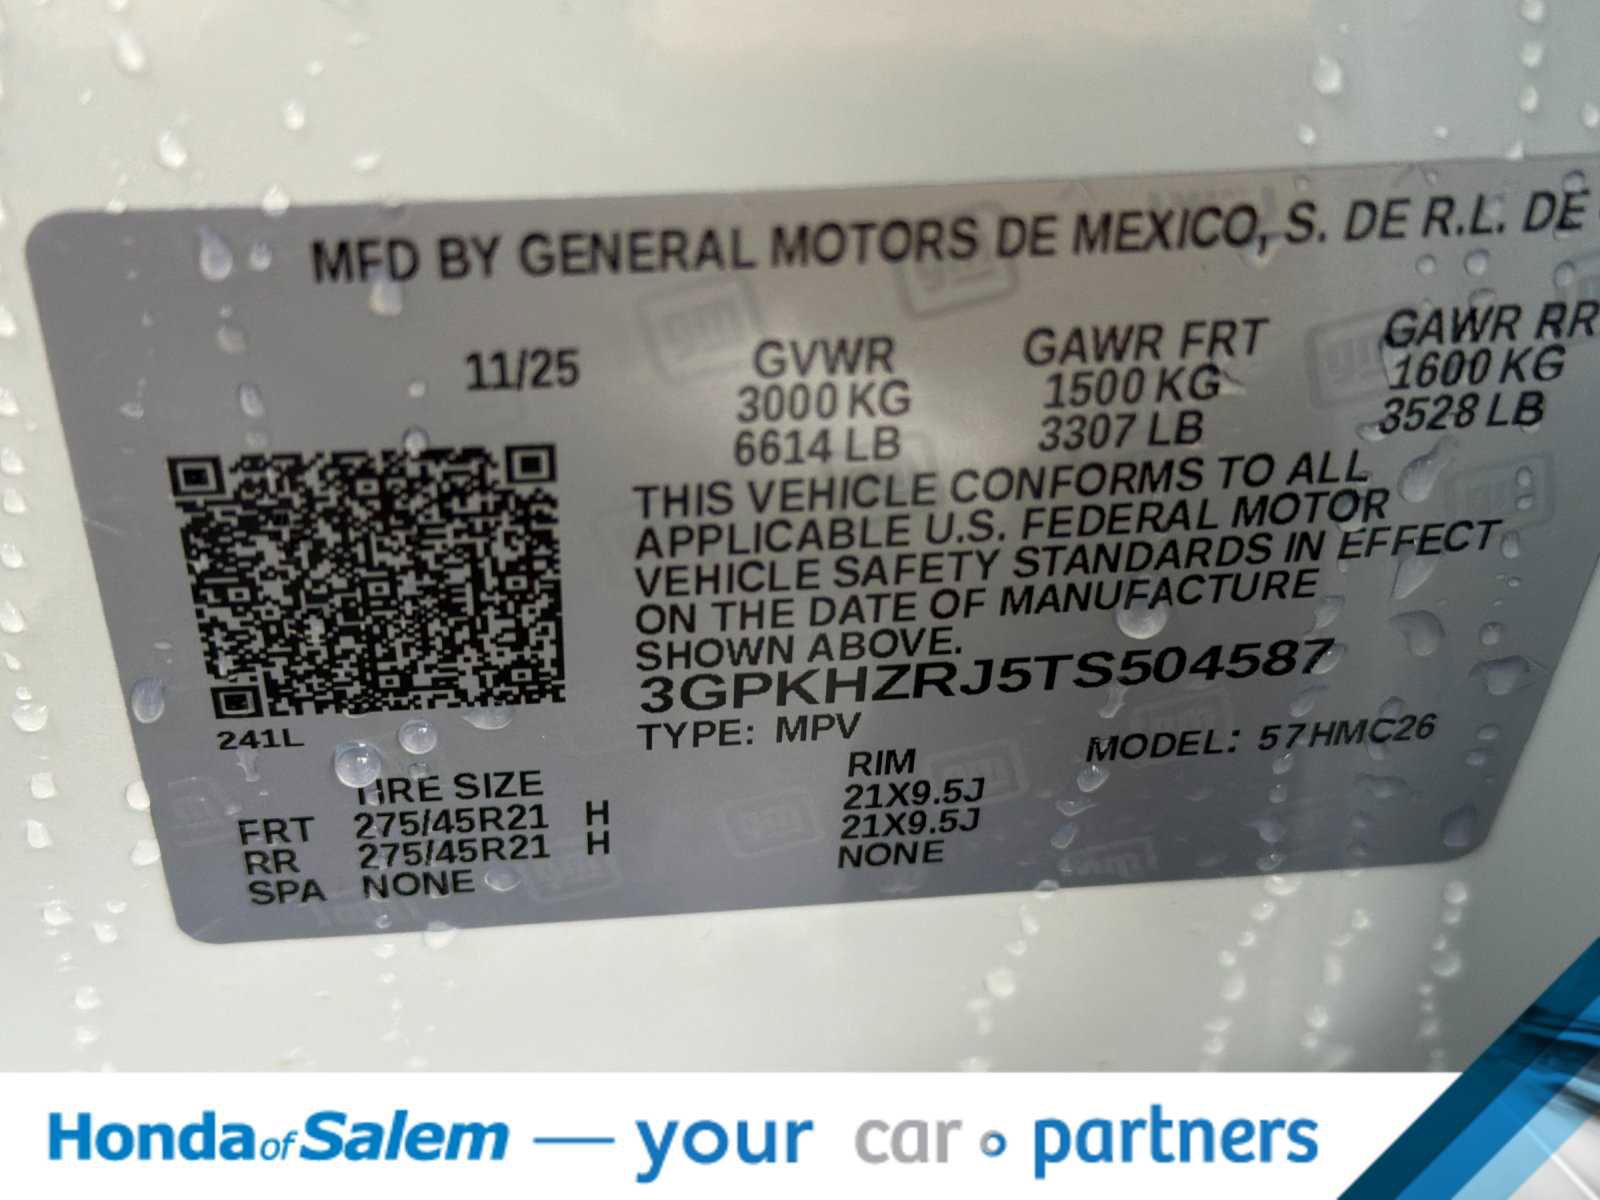 MFD BY GENERAL MOTORS DE MEXICO, S. DE R.L. DE
11/25
GVWR
3000 KG
6614 LB
GAWR FRT
1500 KG
3307 LB
GAWR RR
1600 KG
3528 LB
THIS VEHICLE CONFORMS TO ALL
APPLICABLE U.S. FEDERAL MOTOR
VEHICLE SAFETY STANDARDS IN EFFECT
ON THE DATE OF MANUFACTURE
SHOWN ABOVE.
3GPKHZRJ5TS504587
241L
TYPE: MPV
MODEL: 57HMC26
TIRE SIZE RIM
FRT 275/45R21 H 21X9.5J
RR 275/45R21 H 21X9.5J
SPA NONE NONE
Honda of Salem — your car partners